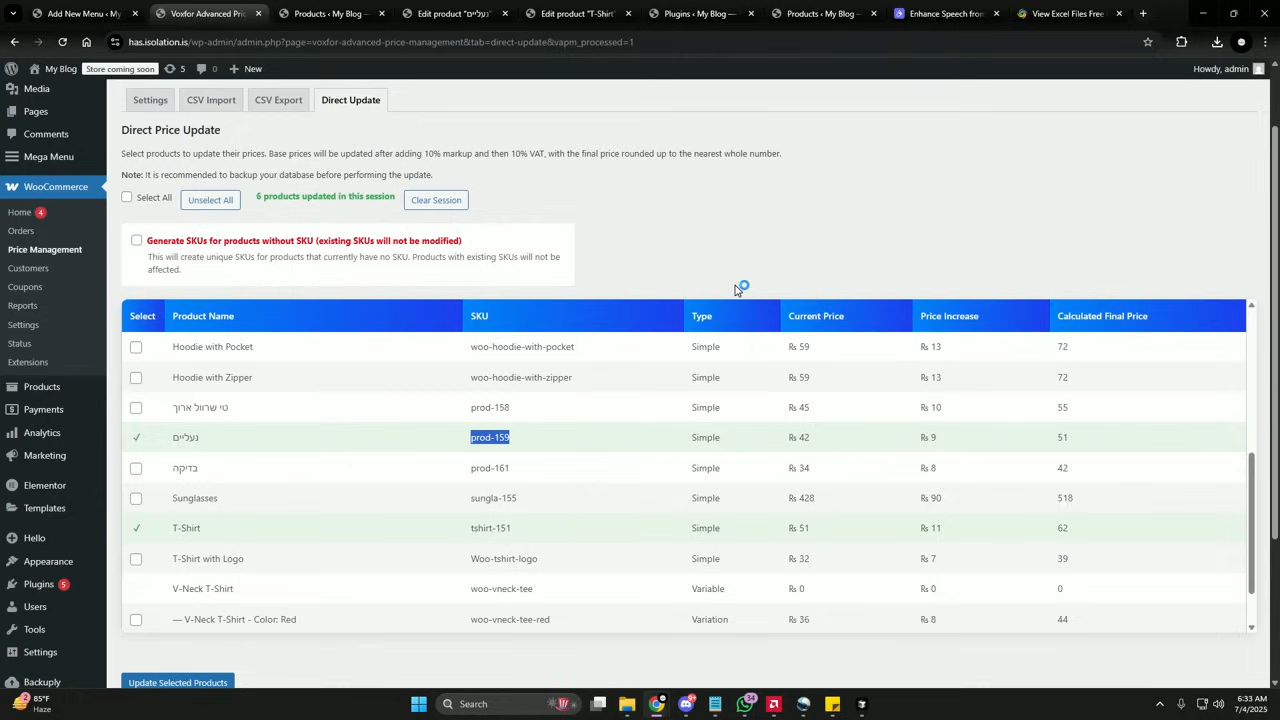 Add New Menu ‹ My
Voxfor Advanced Pric
Products ‹ My Blog
Edit product "נעליים"
Edit product "T-Shirt"
Plugins ‹ My Blog
Products ‹ My Blog
Enhance Speech from
View Excel Files Free
has.isolation.is/wp-admin/admin.php?page=voxfor-advanced-price-management&tab=direct-update&vapm_processed=1
My Blog
Store coming soon
5
0
New
Howdy, admin
Media
Pages
Comments
Mega Menu
WooCommerce
Home 4
Orders
Price Management
Customers
Coupons
Reports
Settings
Status
Extensions
Products
Payments
Analytics
Marketing
Elementor
Templates
Hello
Appearance
Plugins 5
Users
Tools
Settings
Backuply
Settings
CSV Import
CSV Export
Direct Update
Direct Price Update
Select products to update their prices. Base prices will be updated after adding 10% markup and then 10% VAT, with the final price rounded up to the nearest whole number.
Note: It is recommended to backup your database before performing the update.
Select All
Unselect All
6 products updated in this session
Clear Session
Generate SKUs for products without SKU (existing SKUs will not be modified)
This will create unique SKUs for products that currently have no SKU. Products with existing SKUs will not be
affected.
Select Product Name SKU Type Current Price Price Increase Calculated Final Price
Hoodie with Pocket woo-hoodie-with-pocket Simple ₨ 59 ₨ 13 72
Hoodie with Zipper woo-hoodie-with-zipper Simple ₨ 59 ₨ 13 72
טי שרוול ארוך prod-158 Simple ₨ 45 ₨ 10 55
✓ נעליים prod-159 Simple ₨ 42 ₨ 9 51
בדיקה prod-161 Simple ₨ 34 ₨ 8 42
Sunglasses sungla-155 Simple ₨ 428 ₨ 90 518
✓ T-Shirt tshirt-151 Simple ₨ 51 ₨ 11 62
T-Shirt with Logo Woo-tshirt-logo Simple ₨ 32 ₨ 7 39
V-Neck T-Shirt woo-vneck-tee Variable ₨ 0 ₨ 0 0
— V-Neck T-Shirt - Color: Red woo-vneck-tee-red Variation ₨ 36 ₨ 8 44
Update Selected Products
2
85°F
Haze
Search
9+
34
6:33 AM
7/4/2025